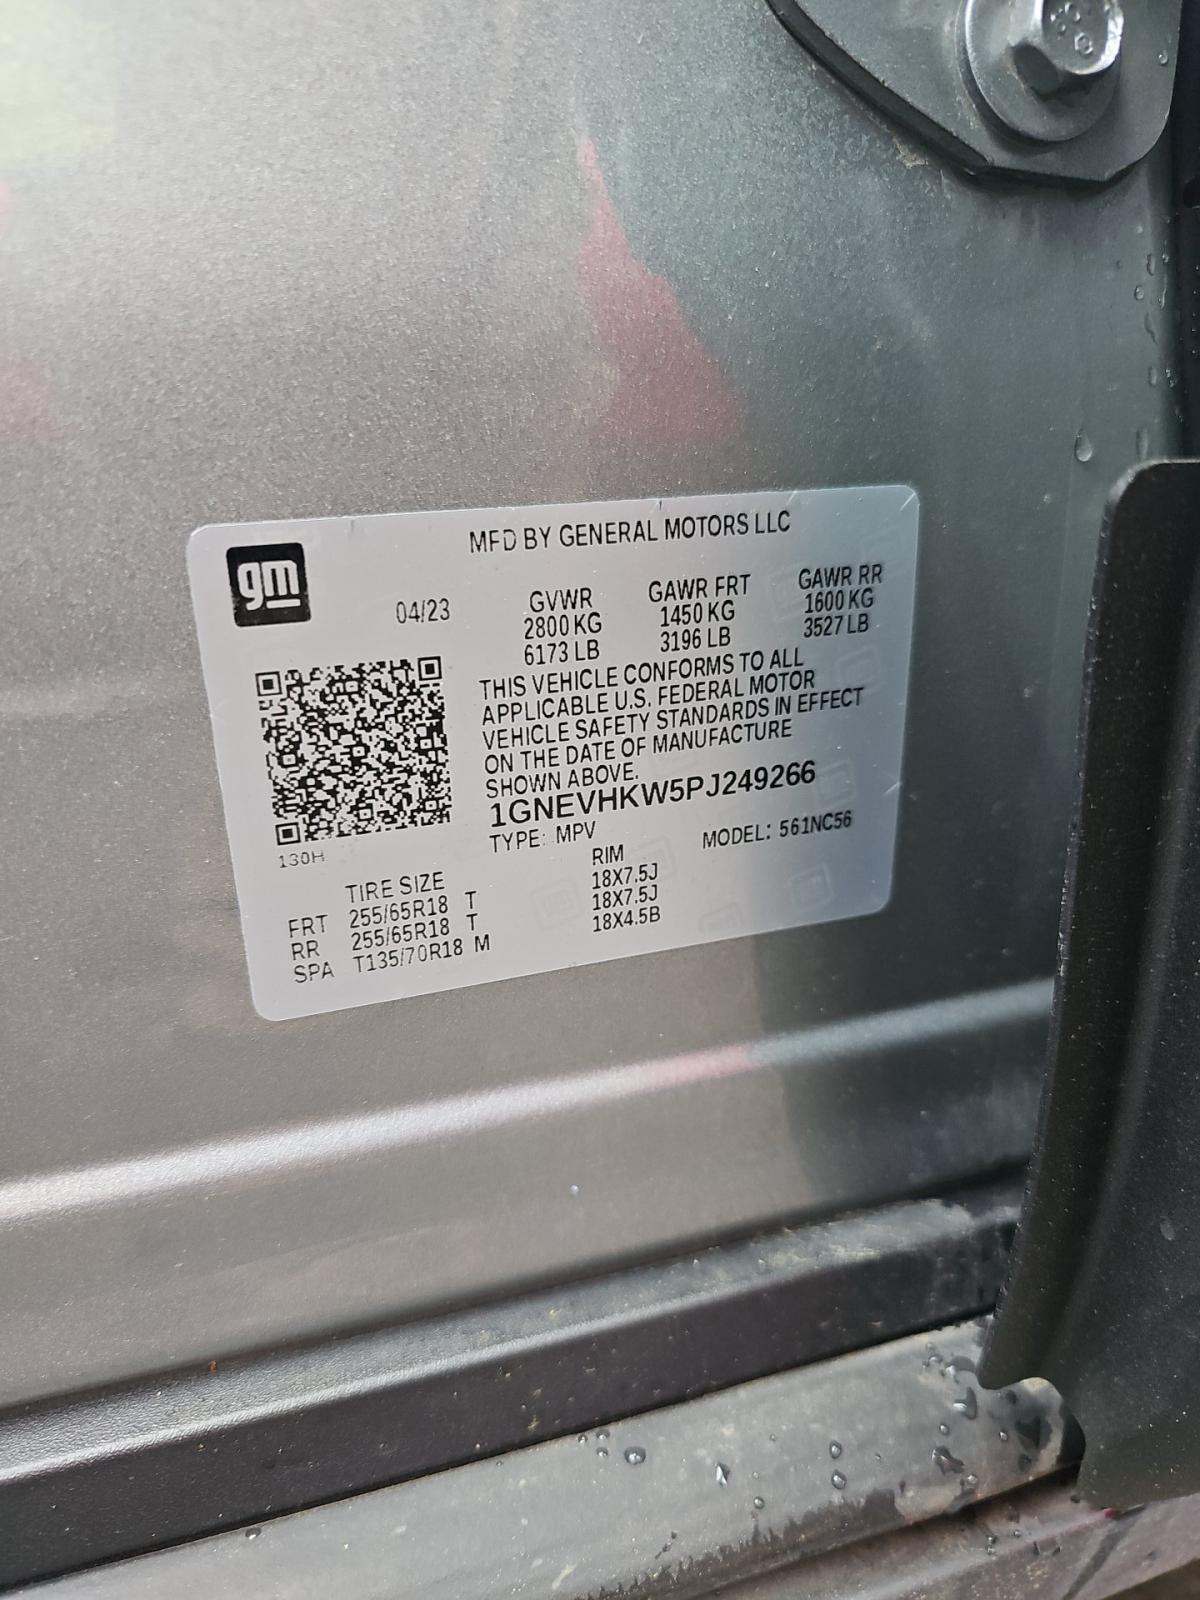 gm
MFD BY GENERAL MOTORS LLC
04/23
GVWR GAWR FRT GAWR RR
2800 KG 1450 KG 1600 KG
6173 LB 3196 LB 3527 LB
THIS VEHICLE CONFORMS TO ALL
APPLICABLE U.S. FEDERAL MOTOR
VEHICLE SAFETY STANDARDS IN EFFECT
ON THE DATE OF MANUFACTURE
SHOWN ABOVE.
1GNEVHKW5PJ249266
TYPE: MPV MODEL: 561NC56
130H
TIRE SIZE RIM
FRT 255/65R18 T 18X7.5J
RR 255/65R18 T 18X7.5J
SPA T135/70R18 M 18X4.5B